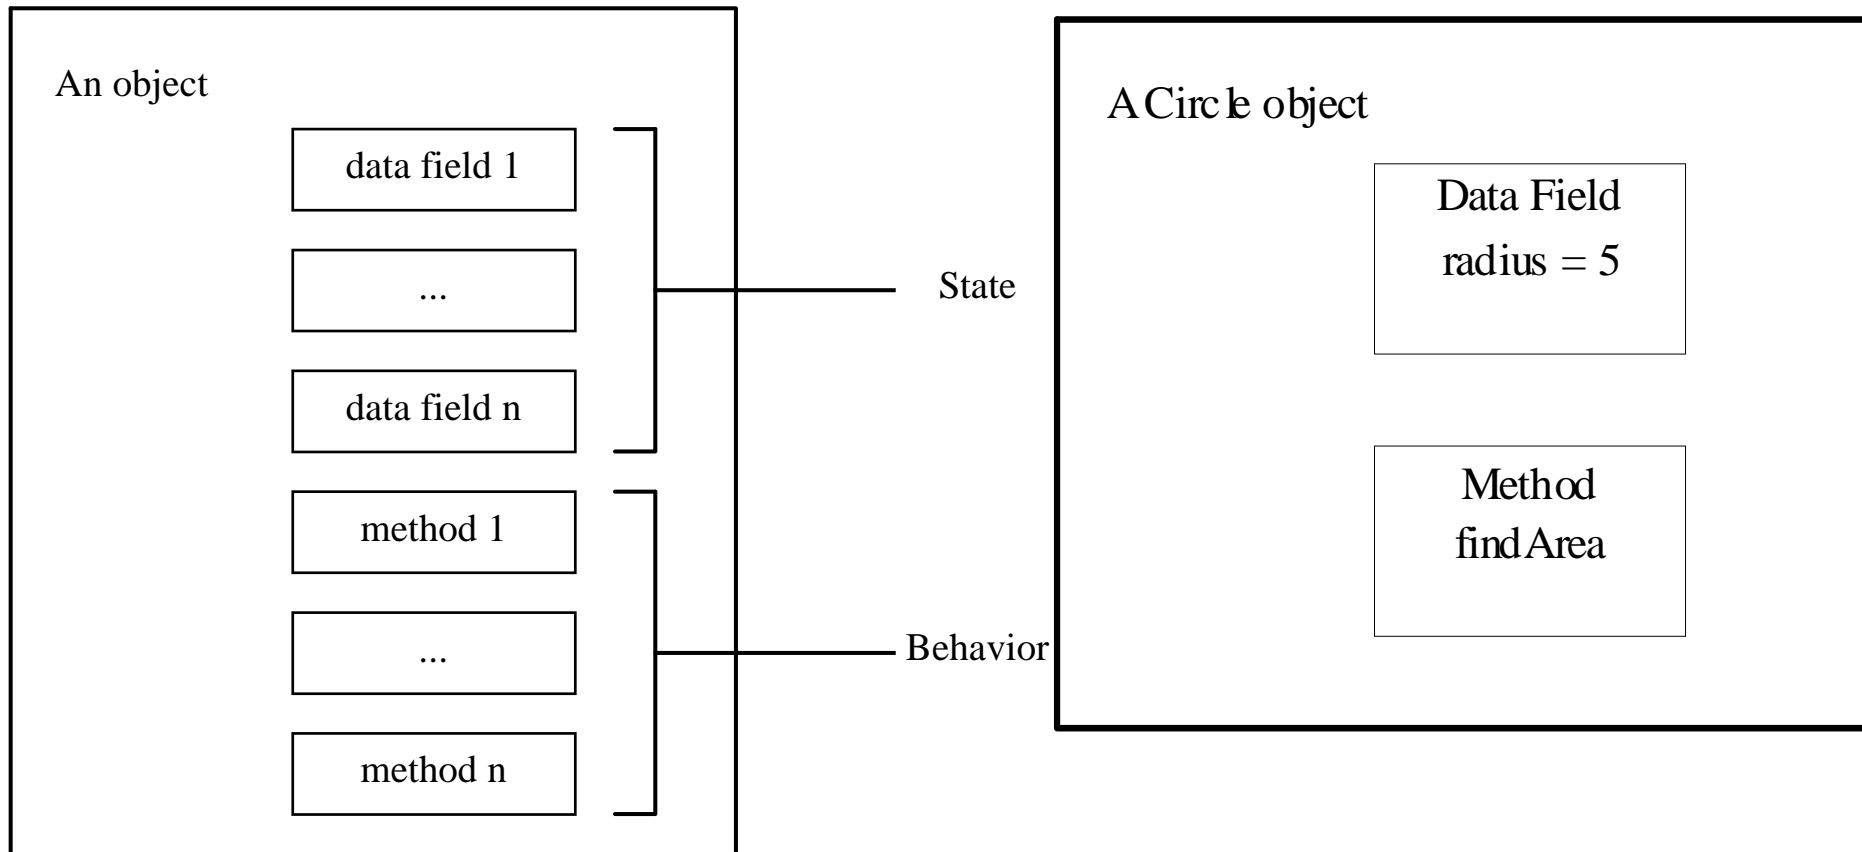 An object
data field 1
...
data field n
method 1
...
method n
State
Behavior
A Circle object
Data Field
radius = 5
Method
findArea